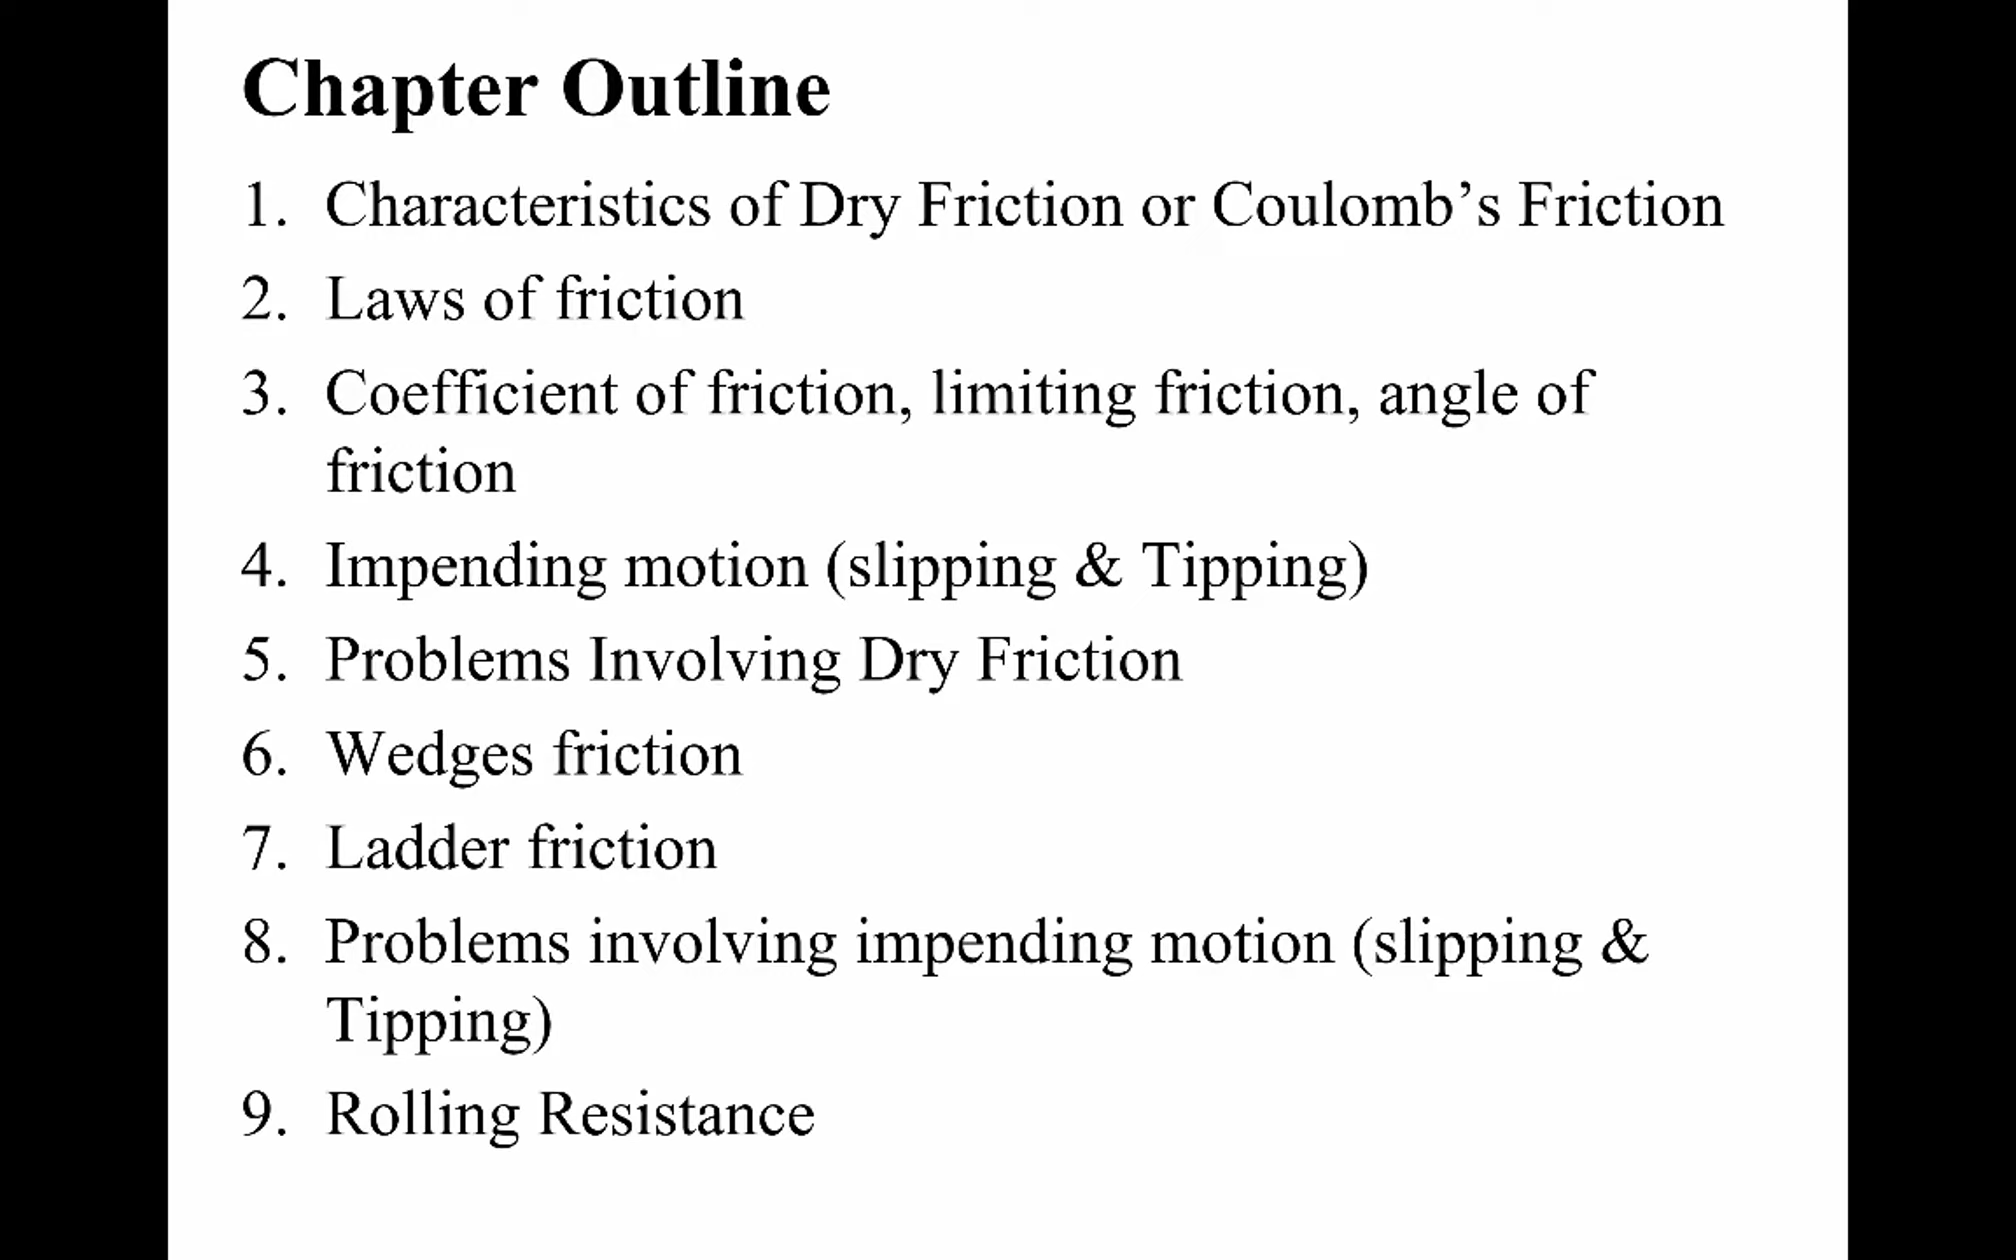 Chapter Outline
1. Characteristics of Dry Friction or Coulomb’s Friction
2. Laws of friction
3. Coefficient of friction, limiting friction, angle of
friction
4. Impending motion (slipping & Tipping)
5. Problems Involving Dry Friction
6. Wedges friction
7. Ladder friction
8. Problems involving impending motion (slipping &
Tipping)
9. Rolling Resistance